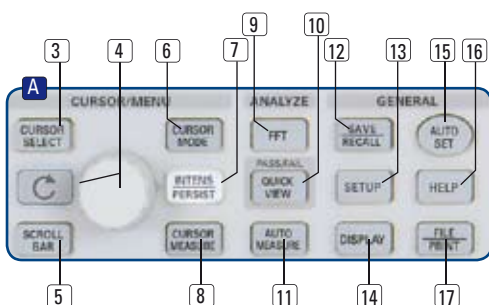 9 10
3 4 6 7 12 13 15 16
A
CURSOR/MENU ANALYZE GENERAL
CURSOR SELECT
CURSOR MODE
FFT
SAVE RECALL
AUTO SET
INTENS PERSIST
PASS/FAIL
QUICK VIEW
SETUP
HELP
SCROLL BAR
CURSOR MEASURE
AUTO MEASURE
DISPLAY
FILE PRINT
5 8 11 14 17